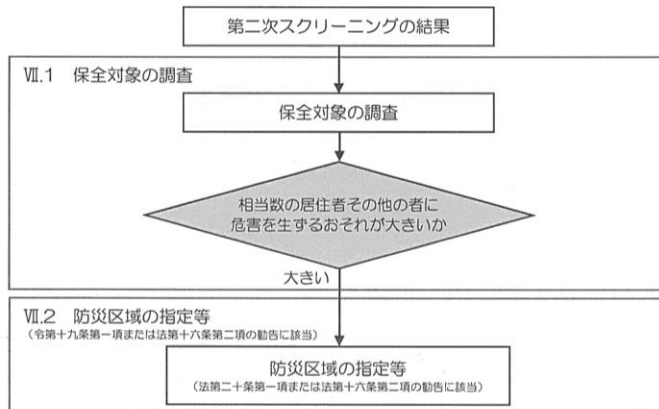 第二次スクリーニングの結果
Ⅶ.1 保全対象の調査
保全対象の調査
相当数の居住者その他の者に
危害を生ずるおそれが大きいか
大きい
Ⅶ.2 防災区域の指定等
（令第十九条第一項または法第十六条第二項の勧告に該当）
防災区域の指定等
（法第二十条第一項または法第十六条第二項の勧告に該当）